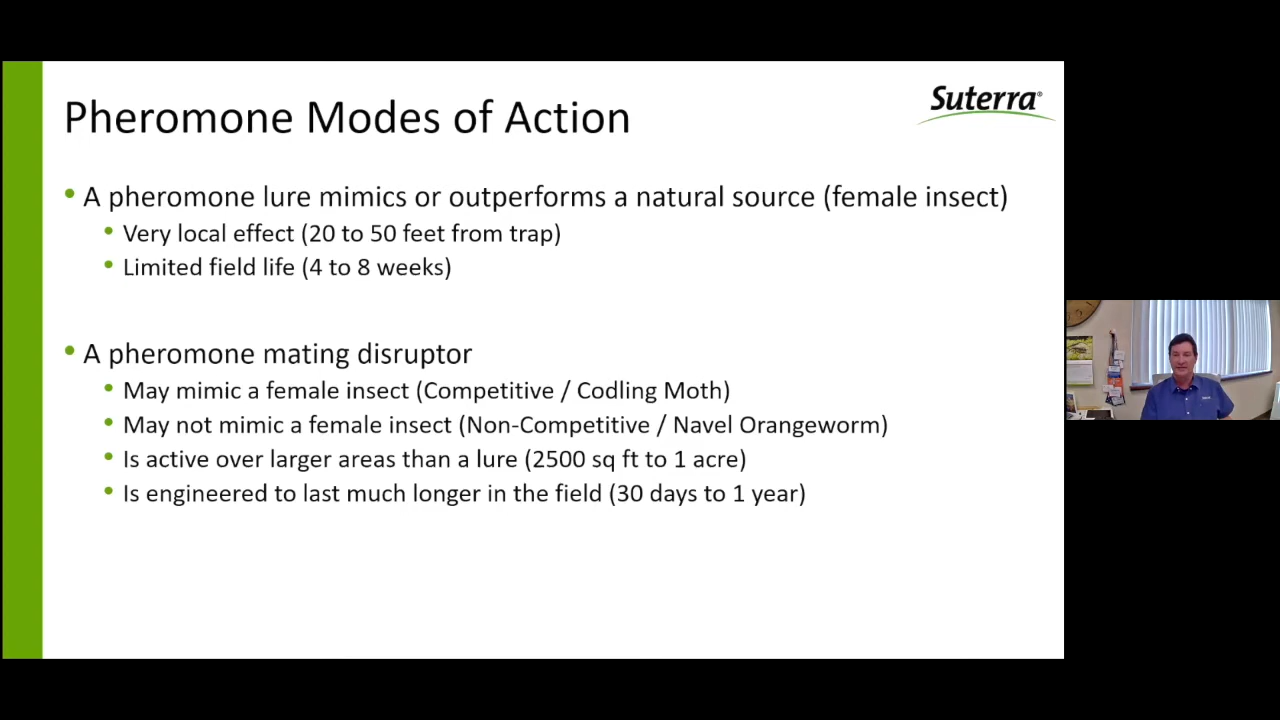 Suterra®
Pheromone Modes of Action
• A pheromone lure mimics or outperforms a natural source (female insect)
• Very local effect (20 to 50 feet from trap)
• Limited field life (4 to 8 weeks)
• A pheromone mating disruptor
• May mimic a female insect (Competitive / Codling Moth)
• May not mimic a female insect (Non-Competitive / Navel Orangeworm)
• Is active over larger areas than a lure (2500 sq ft to 1 acre)
• Is engineered to last much longer in the field (30 days to 1 year)